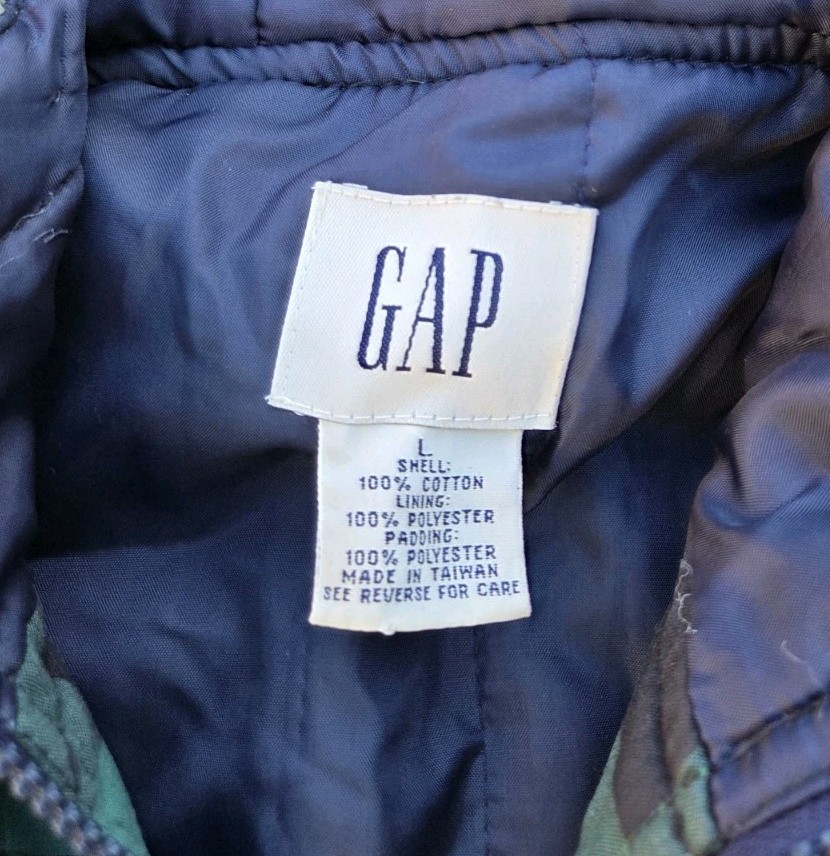 GAP
L
SHELL:
100% COTTON
LINING:
100% POLYESTER
PADDING:
100% POLYESTER
MADE IN TAIWAN
SEE REVERSE FOR CARE